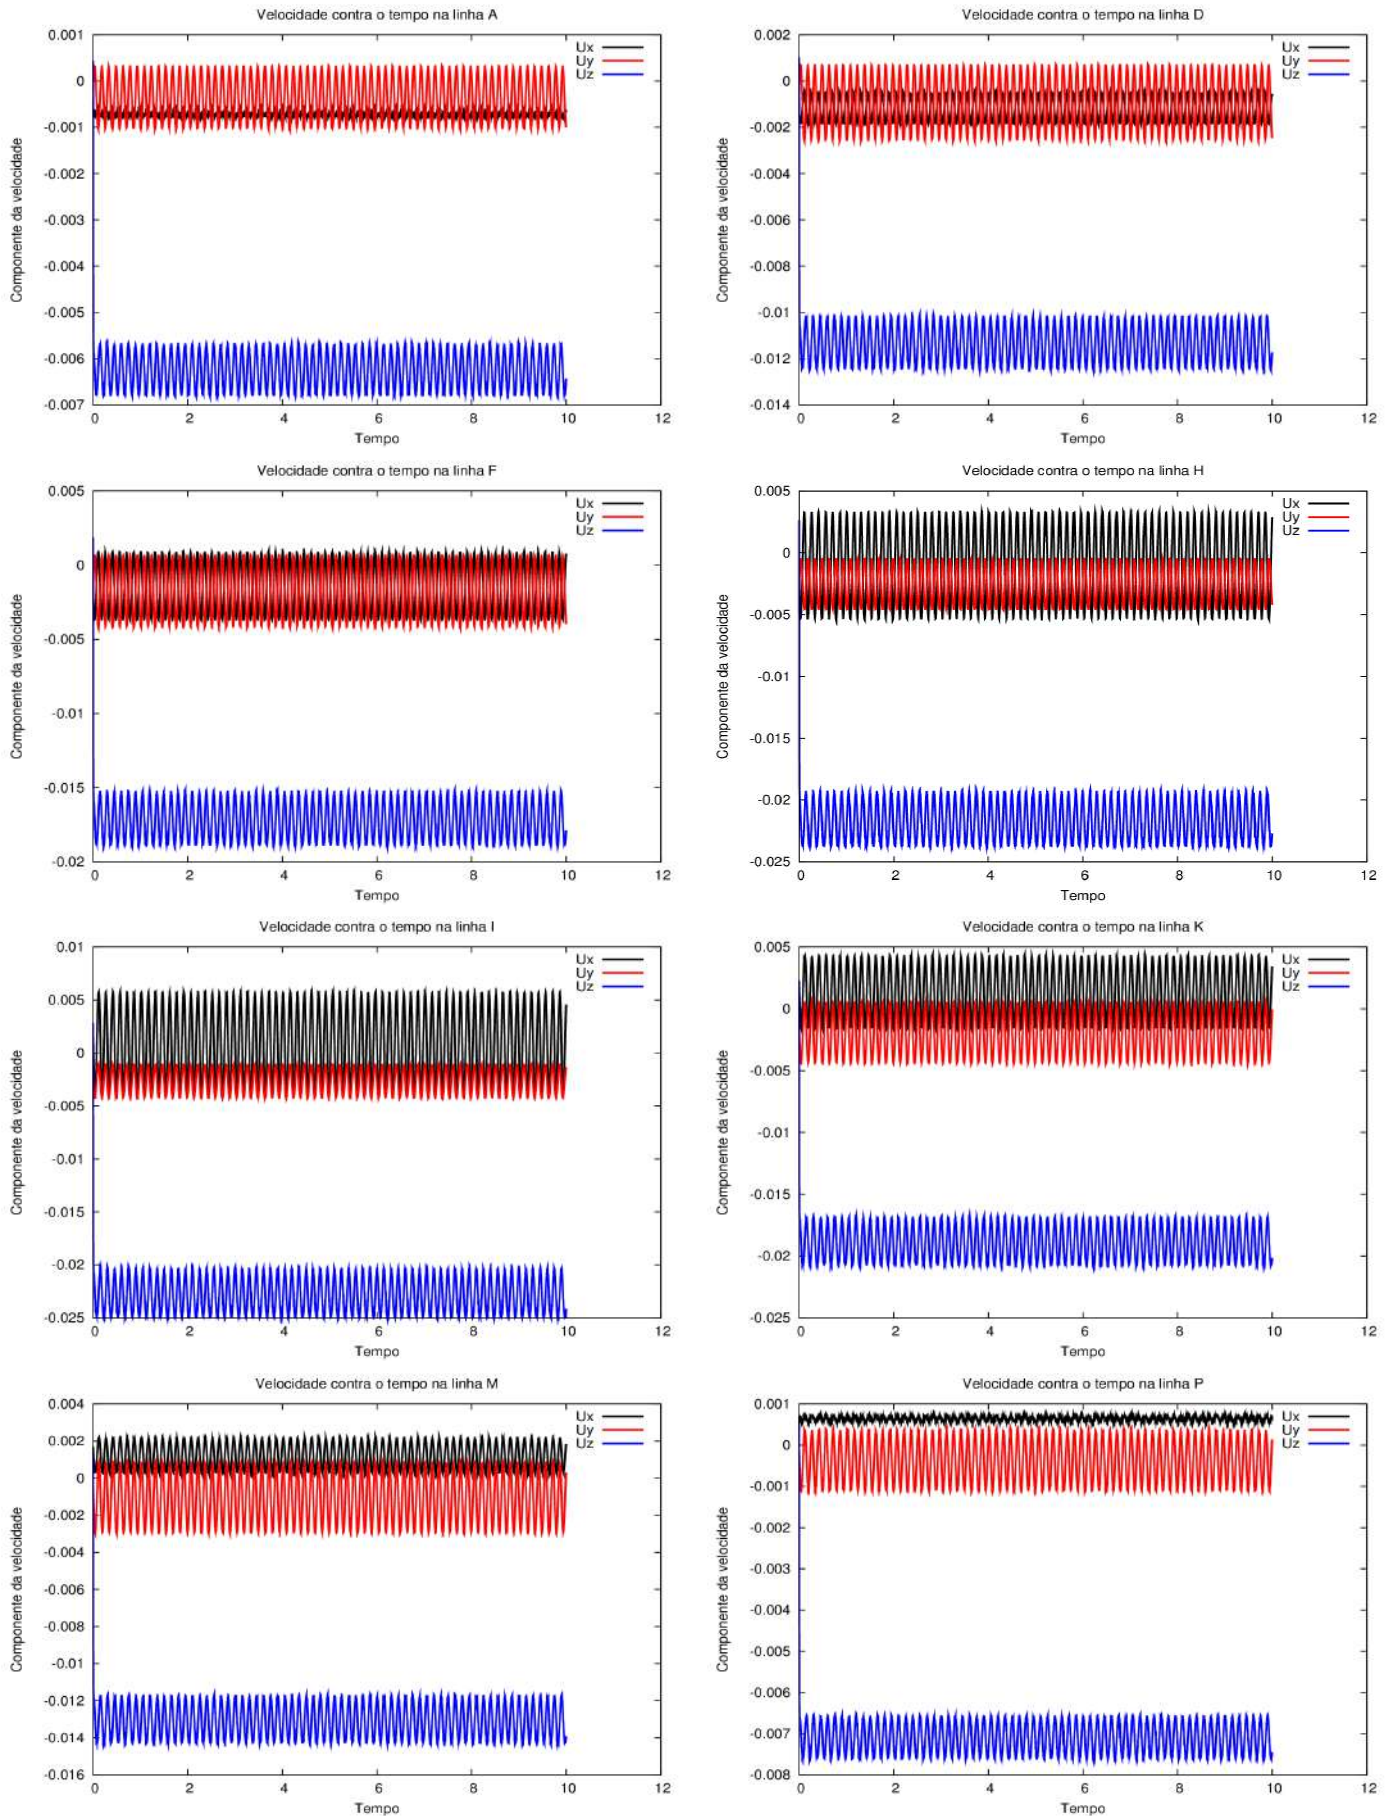 Velocidade contra o tempo na linha A
Componente da velocidade
0.001
0
-0.001
-0.002
-0.003
-0.004
-0.005
-0.006
-0.007
Ux
Uy
Uz
0 2 4 6 8 10 12
Tempo
Velocidade contra o tempo na linha D
Componente da velocidade
0.002
0
-0.002
-0.004
-0.006
-0.008
-0.01
-0.012
-0.014
Ux
Uy
Uz
0 2 4 6 8 10 12
Tempo
Velocidade contra o tempo na linha F
Componente da velocidade
0.005
0
-0.005
-0.01
-0.015
-0.02
Ux
Uy
Uz
0 2 4 6 8 10 12
Tempo
Velocidade contra o tempo na linha H
Componente da velocidade
0.005
0
-0.005
-0.01
-0.015
-0.02
-0.025
Ux
Uy
Uz
0 2 4 6 8 10 12
Tempo
Velocidade contra o tempo na linha I
Componente da velocidade
0.01
0.005
0
-0.005
-0.01
-0.015
-0.02
-0.025
Ux
Uy
Uz
0 2 4 6 8 10 12
Tempo
Velocidade contra o tempo na linha K
Componente da velocidade
0.005
0
-0.005
-0.01
-0.015
-0.02
-0.025
Ux
Uy
Uz
0 2 4 6 8 10 12
Tempo
Velocidade contra o tempo na linha M
Componente da velocidade
0.004
0.002
0
-0.002
-0.004
-0.006
-0.008
-0.01
-0.012
-0.014
-0.016
Ux
Uy
Uz
0 2 4 6 8 10 12
Tempo
Velocidade contra o tempo na linha P
Componente da velocidade
0.001
0
-0.001
-0.002
-0.003
-0.004
-0.005
-0.006
-0.007
-0.008
Ux
Uy
Uz
0 2 4 6 8 10 12
Tempo